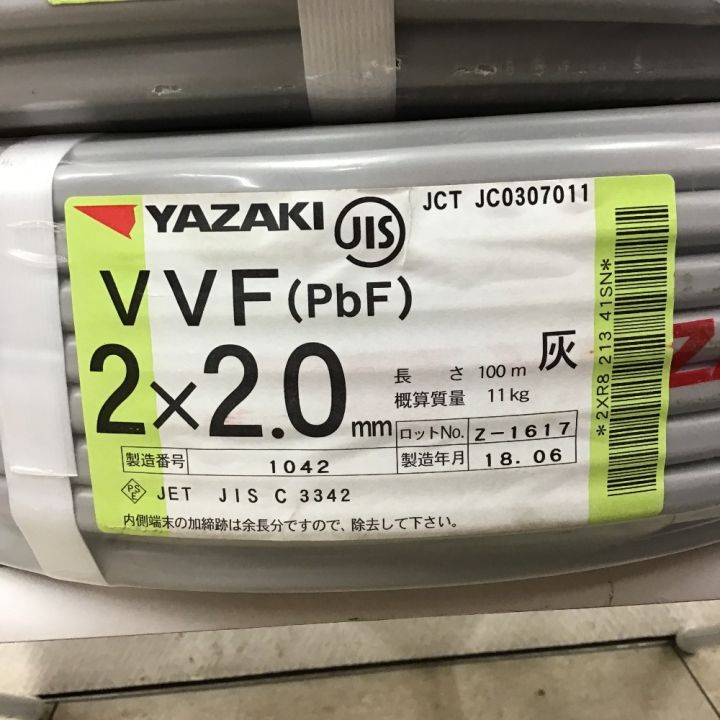 YAZAKI JIS JCT JC0307011
VVF(PbF)
2×2.0mm
長さ 100m 灰
概算質量 11kg
ロットNo. Z-1617
製造番号 1042 製造年月 18.06
PSE JET JIS C 3342
内側端末の加締跡は余長分ですので、除去して下さい。
*2XR8 213 41SN*
Z